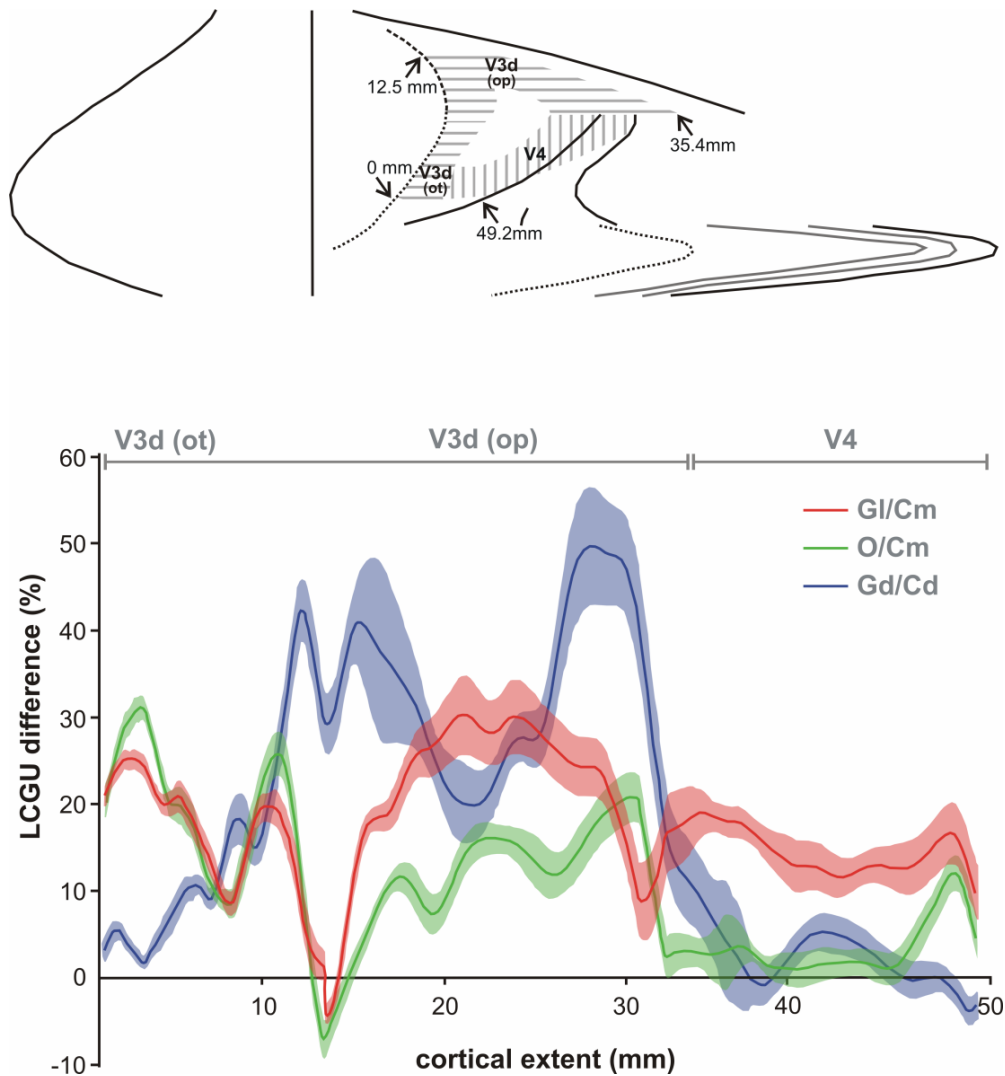 V3d
(op)
12.5 mm
35.4mm
V4
0 mm
V3d
(ot)
49.2mm
V3d (ot) V3d (op) V4
60
50
40
30
20
10
0
-10
LCGU difference (%)
Gl/Cm
O/Cm
Gd/Cd
10 20 30 40 50
cortical extent (mm)